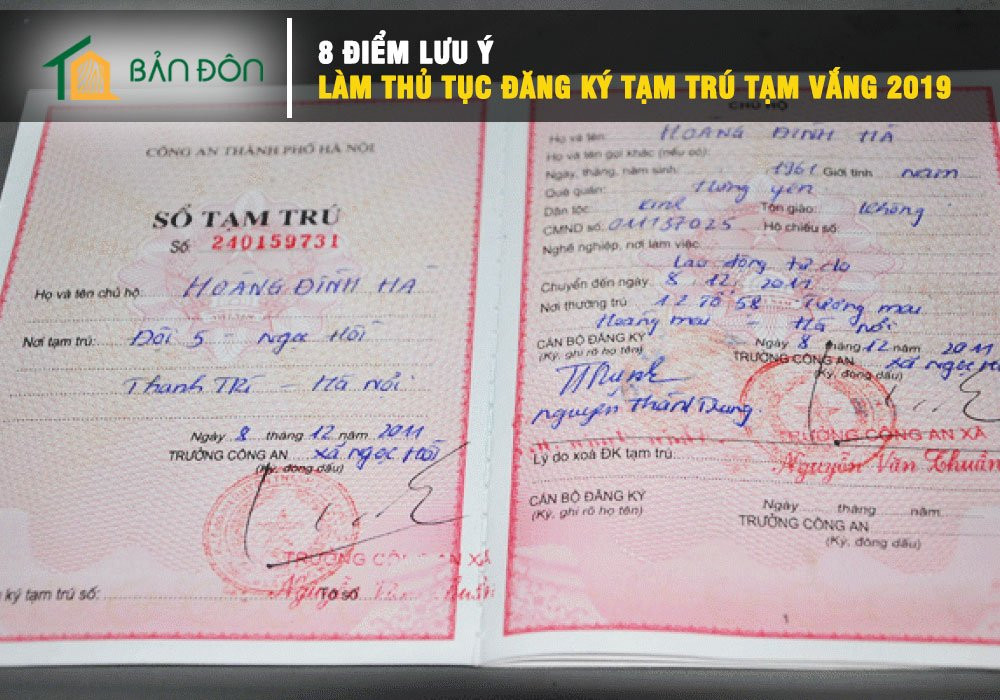 BẢN ĐÔN
8 ĐIỂM LƯU Ý
LÀM THỦ TỤC ĐĂNG KÝ TẠM TRÚ TẠM VẮNG 2019
CÔNG AN THÀNH PHỐ HÀ NỘI
SỔ TẠM TRÚ
Số: 240159731
Họ và tên chủ hộ: HOÀNG ĐÌNH HÀ
Nơi tạm trú: Đội 5 - Ngọc Hồi
Thanh Trì - Hà Nội
Ngày 8 tháng 12 năm 2011
TRƯỞNG CÔNG AN xã Ngọc Hồi
(Ký, đóng dấu)
TRƯỞNG CÔNG AN XÃ
ký tạm trú số: Tờ số
CHỦ HỘ
Họ và tên: HOÀNG ĐÌNH HÀ
Họ và tên gọi khác (nếu có):
Ngày, tháng, năm sinh: 1961 Giới tính: nam
Quê quán: Hưng yên
Dân tộc: Kinh Tôn giáo: Không
CMND số: 011157025 Hộ chiếu số:
Nghề nghiệp, nơi làm việc:
Lao động tự do
Chuyển đến ngày 8.12.2011
Nơi thường trú: 12 Tổ 58 Tương mai
Hoàng mai - Hà nội
CÁN BỘ ĐĂNG KÝ
(Ký, ghi rõ họ tên)
Ngày 8 tháng 12 năm 2011
TRƯỞNG CÔNG AN xã Ngọc Hồi
(Ký, đóng dấu)
TRƯỞNG CÔNG AN XÃ
Nguyễn Văn Thuần
Lý do xoá ĐK tạm trú:
CÁN BỘ ĐĂNG KÝ
(Ký, ghi rõ họ tên)
Ngày tháng năm
TRƯỞNG CÔNG AN
(Ký, đóng dấu)
1